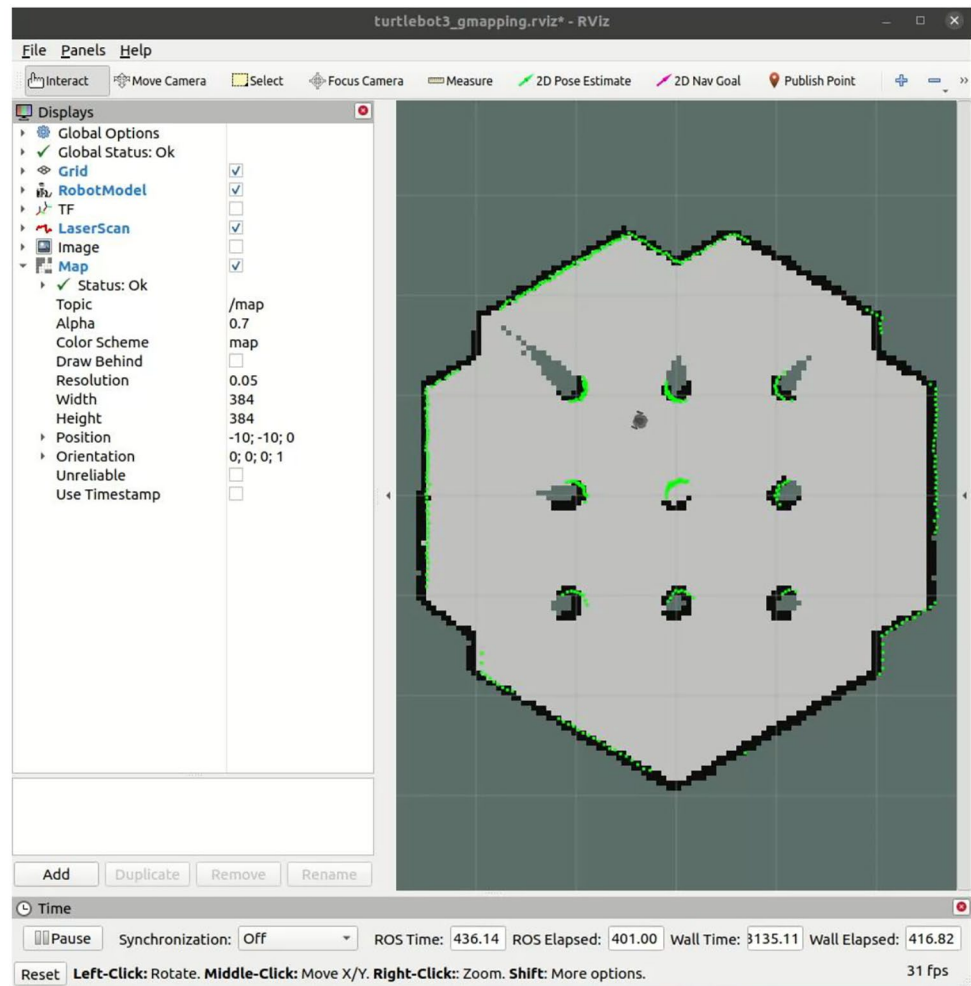 turtlebot3_gmapping.rviz* - RViz
File Panels Help
Interact Move Camera Select Focus Camera Measure 2D Pose Estimate 2D Nav Goal Publish Point »
Displays
Global Options
Global Status: Ok
Grid
RobotModel
TF
LaserScan
Image
Map
Status: Ok
Topic /map
Alpha 0.7
Color Scheme map
Draw Behind
Resolution 0.05
Width 384
Height 384
Position -10; -10; 0
Orientation 0; 0; 0; 1
Unreliable
Use Timestamp
Add Duplicate Remove Rename
Time
Pause Synchronization: Off ROS Time: 436.14 ROS Elapsed: 401.00 Wall Time: 3135.11 Wall Elapsed: 416.82
Reset Left-Click: Rotate. Middle-Click: Move X/Y. Right-Click:: Zoom. Shift: More options. 31 fps